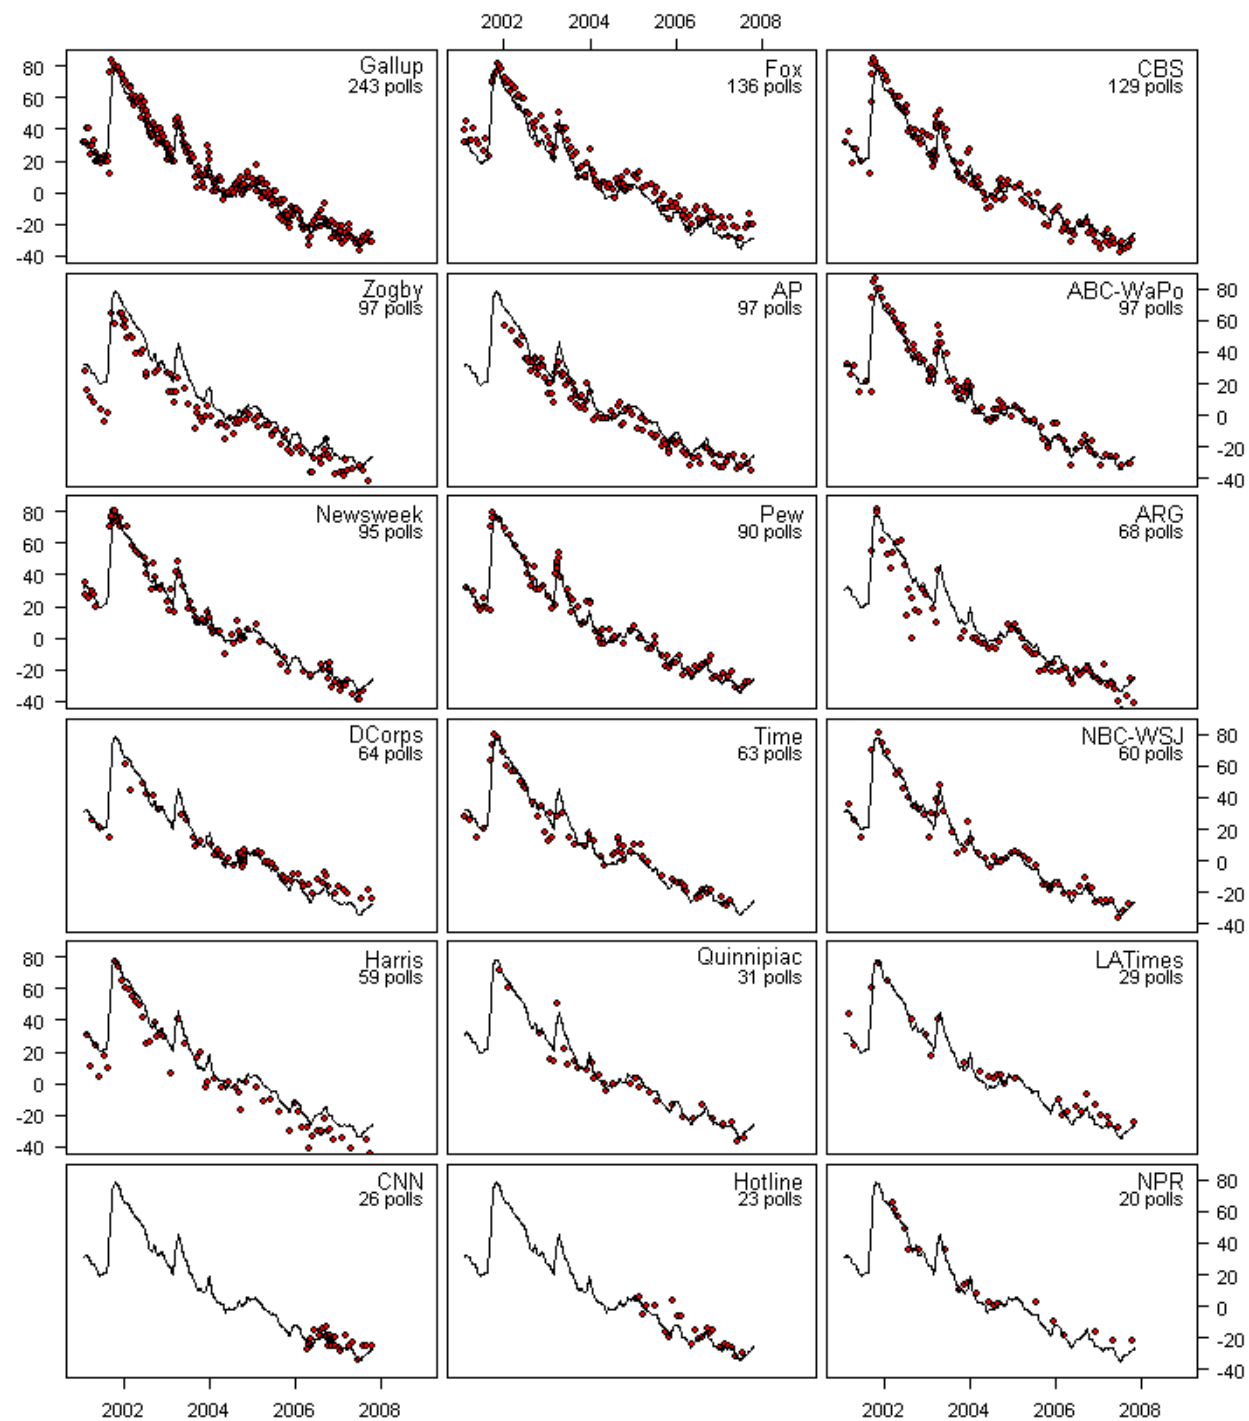 2002 2004 2006 2008
80 60 40 20 0 -20 -40
Gallup
243 polls
Fox
136 polls
CBS
129 polls
Zogby
97 polls
AP
97 polls
ABC-WaPo
97 polls
80 60 40 20 0 -20 -40
80 60 40 20 0 -20 -40
Newsweek
95 polls
Pew
90 polls
ARG
68 polls
DCorps
64 polls
Time
63 polls
NBC-WSJ
60 polls
80 60 40 20 0 -20 -40
80 60 40 20 0 -20 -40
Harris
59 polls
Quinnipiac
31 polls
LATimes
29 polls
CNN
26 polls
Hotline
23 polls
NPR
20 polls
80 60 40 20 0 -20 -40
2002 2004 2006 2008
2002 2004 2006 2008